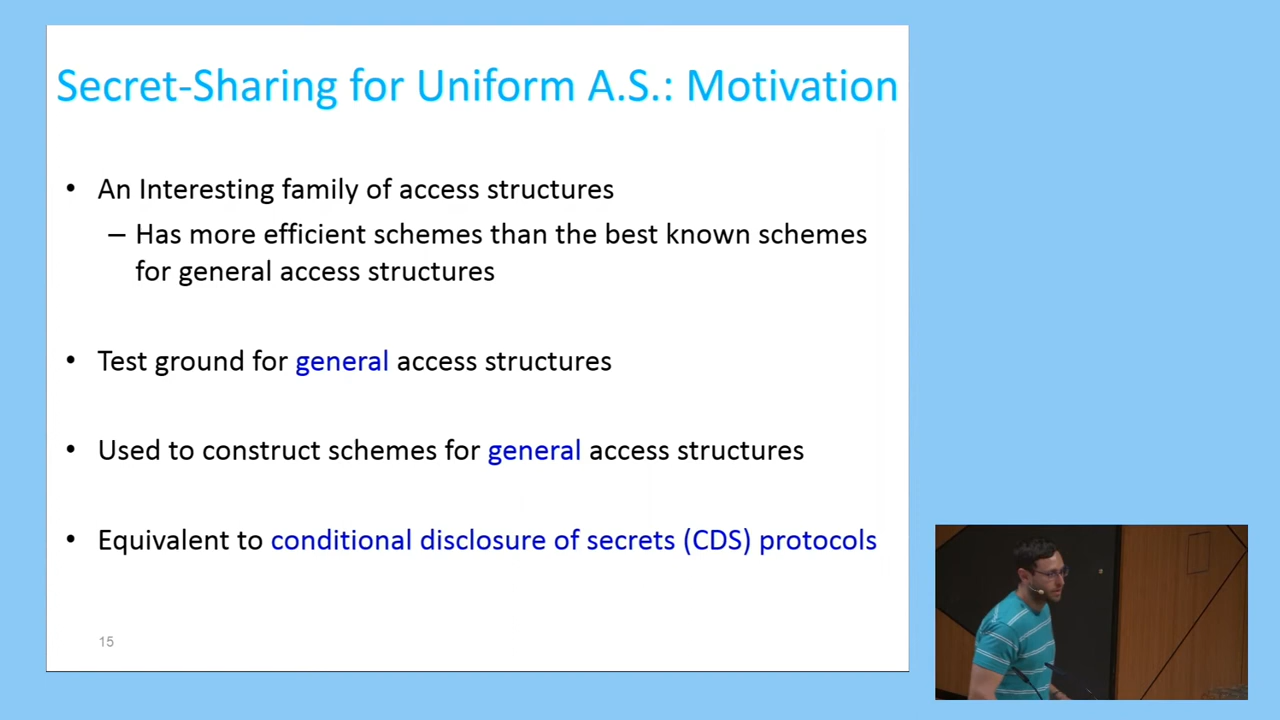 Secret-Sharing for Uniform A.S.: Motivation
• An Interesting family of access structures
– Has more efficient schemes than the best known schemes
for general access structures
• Test ground for general access structures
• Used to construct schemes for general access structures
• Equivalent to conditional disclosure of secrets (CDS) protocols
15